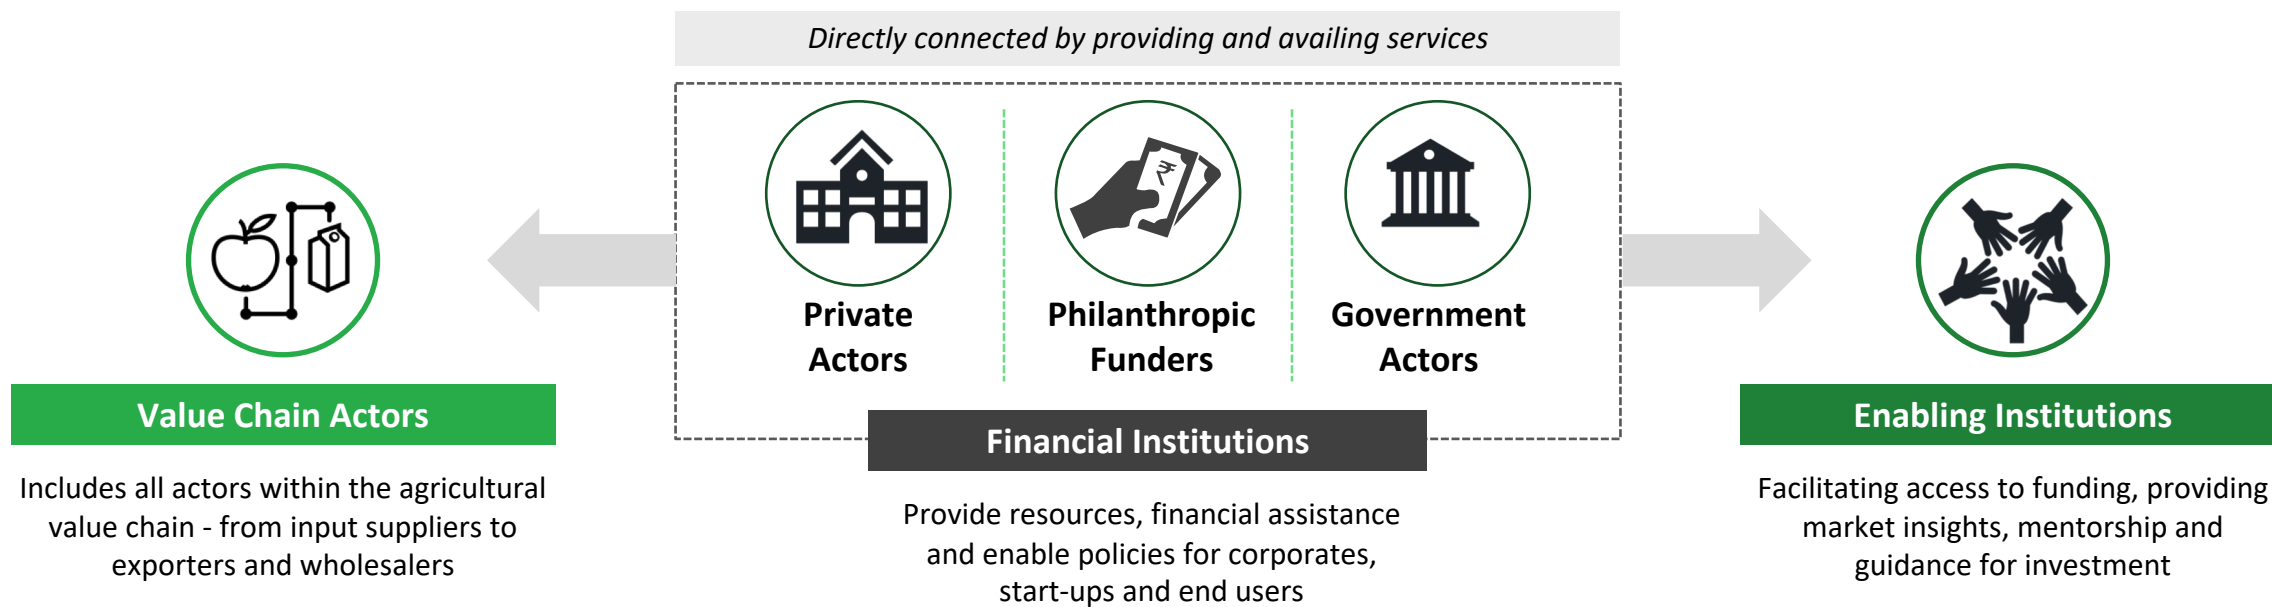 Directly connected by providing and availing services
₹
Private
Actors
Philanthropic
Funders
Government
Actors
Value Chain Actors
Includes all actors within the agricultural
value chain - from input suppliers to
exporters and wholesalers
Financial Institutions
Provide resources, financial assistance
and enable policies for corporates,
start-ups and end users
Enabling Institutions
Facilitating access to funding, providing
market insights, mentorship and
guidance for investment